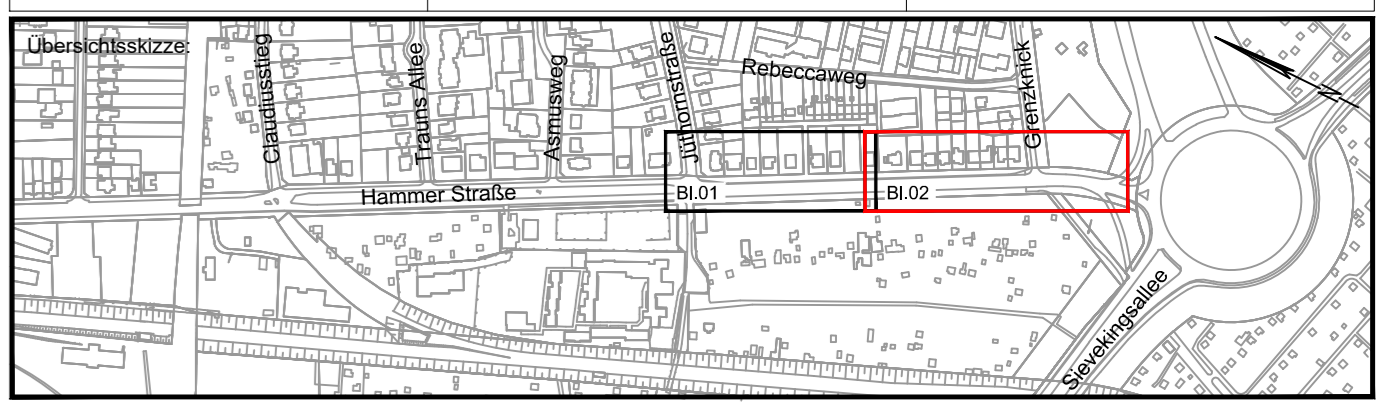 Übersichtsskizze:
Claudiusstieg
Trauns Allee
Asmusweg
Jüthornstraße
Rebeccaweg
Grenzknick
N
Hammer Straße
Bl.01
Bl.02
Sievekingsallee